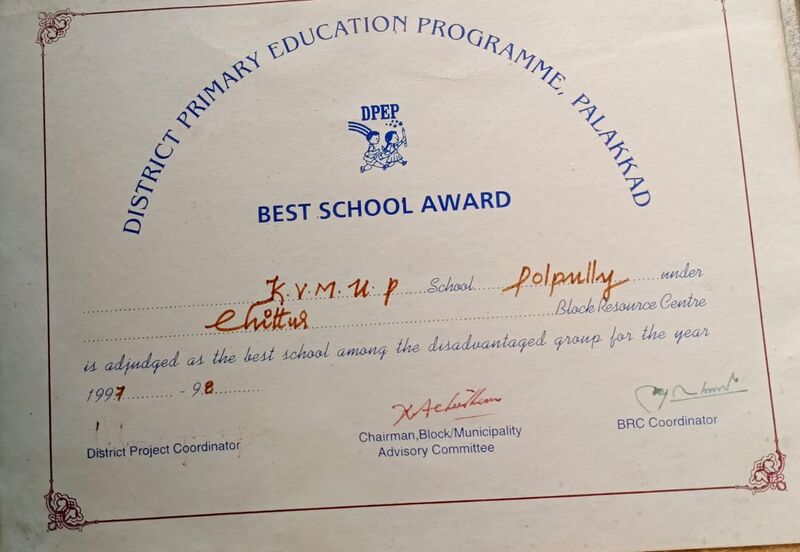 DISTRICT PRIMARY EDUCATION PROGRAMME, PALAKKAD
DPEP
BEST SCHOOL AWARD
K.V.M.U.P School Polpully under
Chittur Block Resource Centre
is adjudged as the best school among the disadvantaged group for the year
1997 - 98
District Project Coordinator
Chairman,Block/Municipality
Advisory Committee
BRC Coordinator